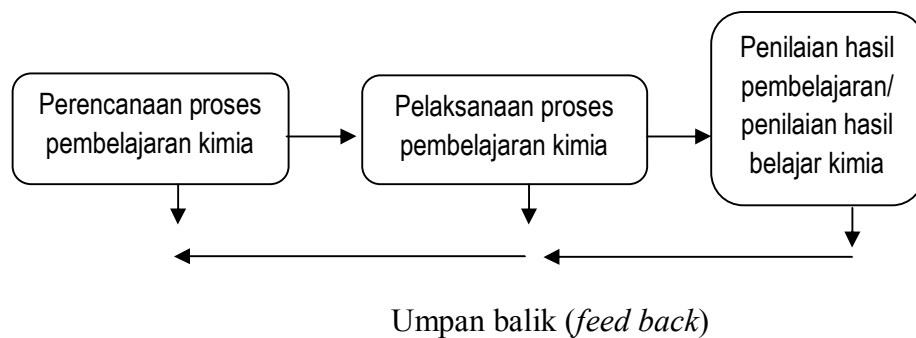 Perencanaan proses
pembelajaran kimia
Pelaksanaan proses
pembelajaran kimia
Penilaian hasil
pembelajaran/
penilaian hasil
belajar kimia
Umpan balik (feed back)